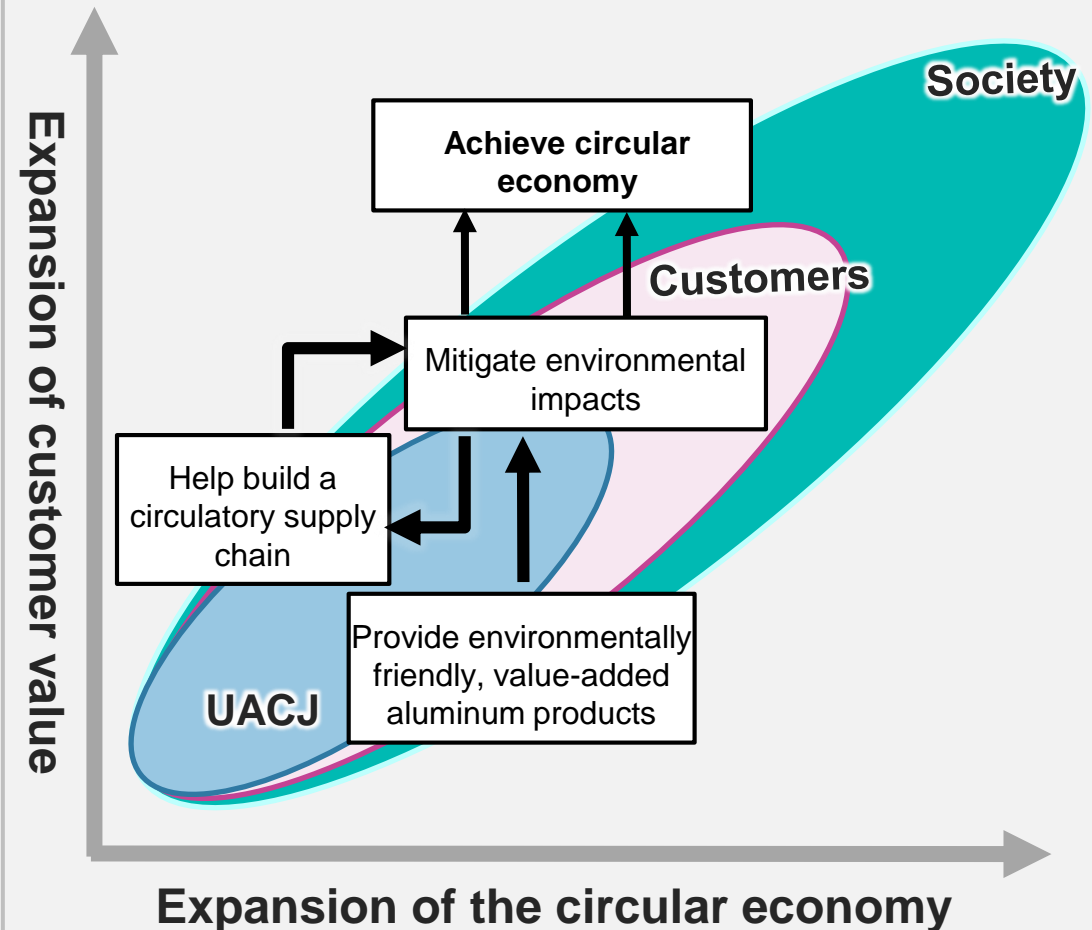 Expansion of customer value
Society
Achieve circular
economy
Customers
Mitigate environmental
impacts
Help build a
circulatory supply
chain
Provide environmentally
friendly, value-added
aluminum products
UACJ
Expansion of the circular economy